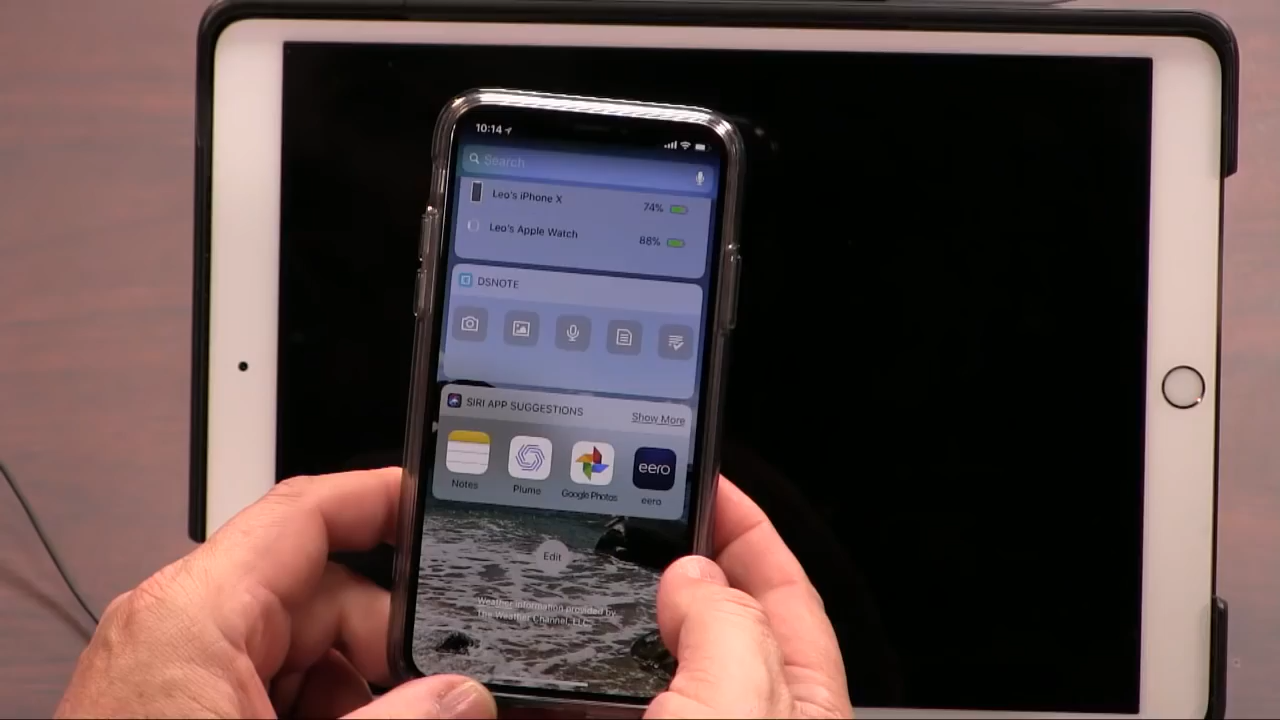 10:14
Search
Leo's iPhone X 74%
Leo's Apple Watch 88%
DSNOTE
SIRI APP SUGGESTIONS Show More
Notes Plume Google Photos eero
eero
Edit
Weather information provided by
The Weather Channel, LLC.